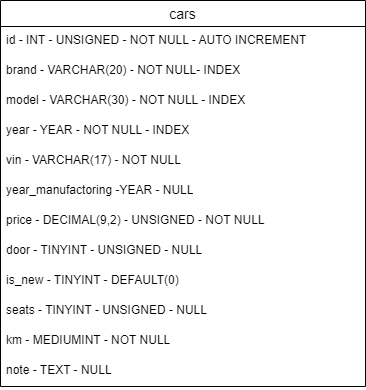 cars
id - INT - UNSIGNED - NOT NULL - AUTO INCREMENT
brand - VARCHAR(20) - NOT NULL- INDEX
model - VARCHAR(30) - NOT NULL - INDEX
year - YEAR - NOT NULL - INDEX
vin - VARCHAR(17) - NOT NULL
year_manufactoring -YEAR - NULL
price - DECIMAL(9,2) - UNSIGNED - NOT NULL
door - TINYINT - UNSIGNED - NULL
is_new - TINYINT - DEFAULT(0)
seats - TINYINT - UNSIGNED - NULL
km - MEDIUMINT - NOT NULL
note - TEXT - NULL